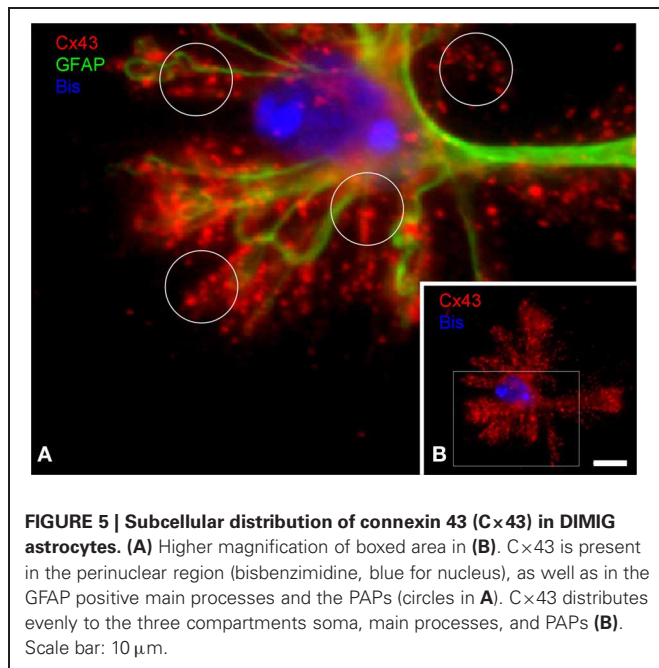 Cx43
GFAP
Bis
Cx43
Bis
A
B
FIGURE 5 | Subcellular distribution of connexin 43 (C×43) in DIMIG
astrocytes. (A) Higher magnification of boxed area in (B). C×43 is present
in the perinuclear region (bisbenzimidine, blue for nucleus), as well as in the
GFAP positive main processes and the PAPs (circles in A). C×43 distributes
evenly to the three compartments soma, main processes, and PAPs (B).
Scale bar: 10 μm.